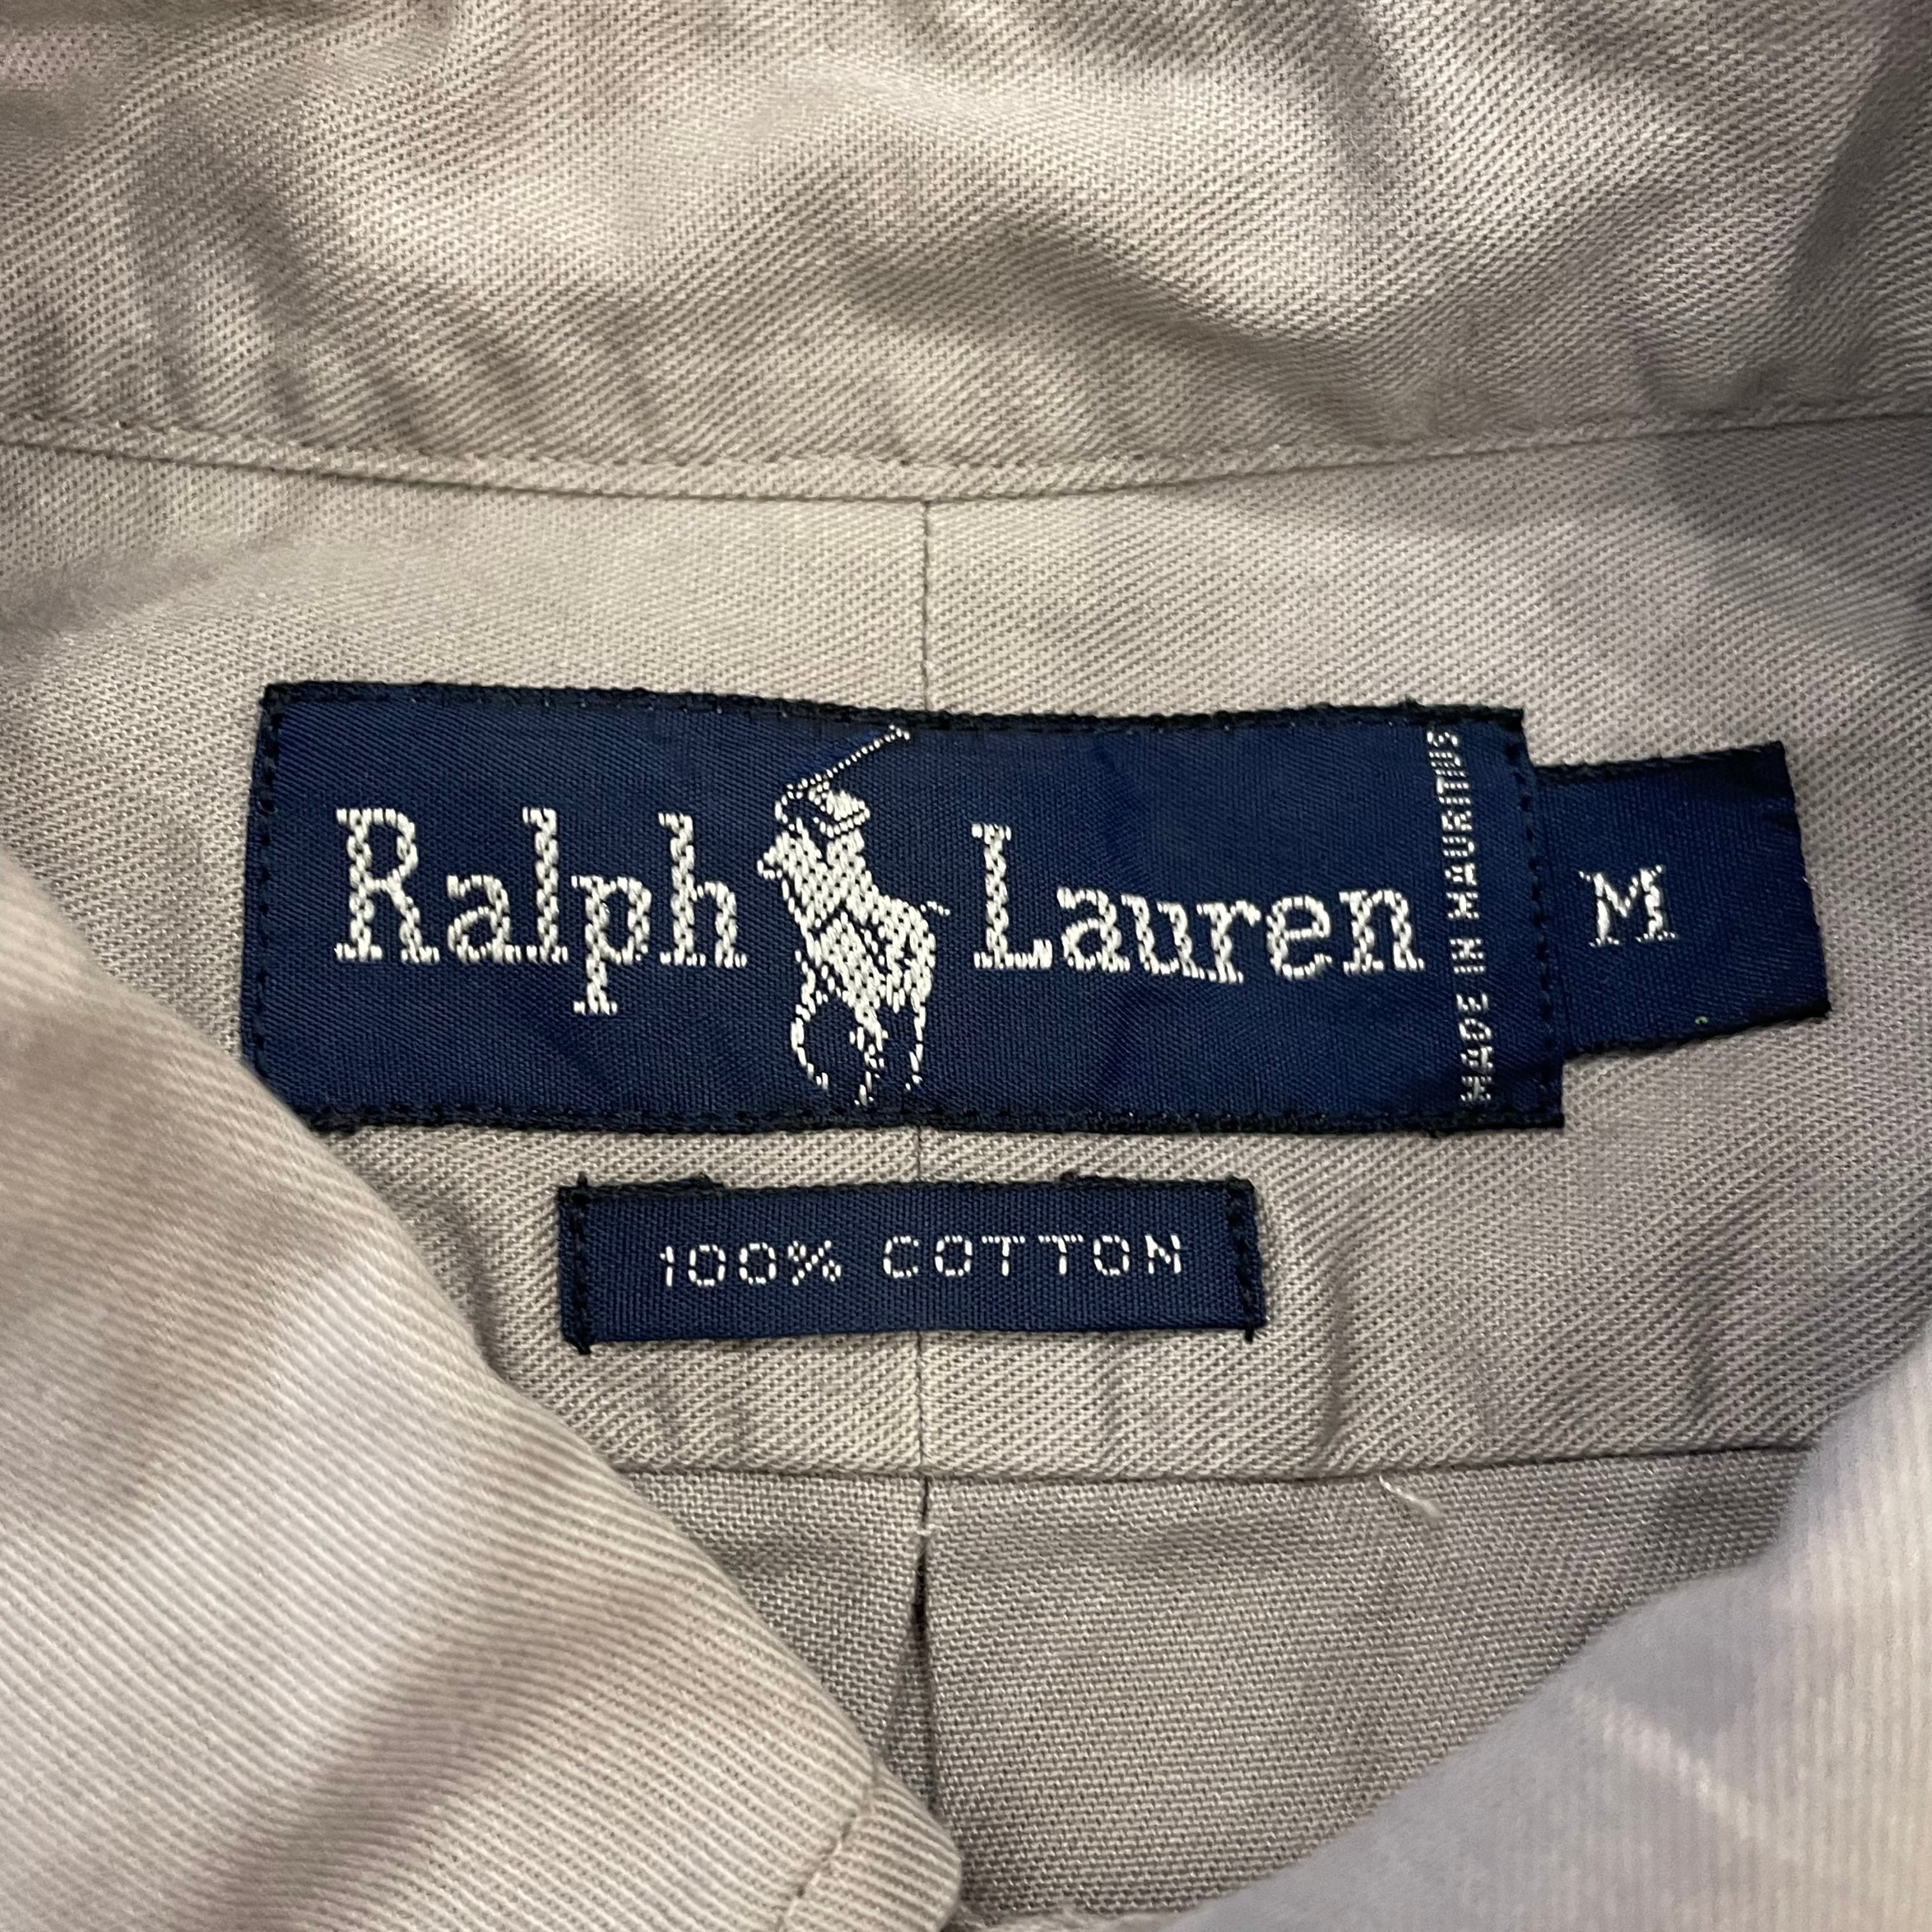 Ralph Lauren
MADE IN MAURITIUS
M
100% COTTON